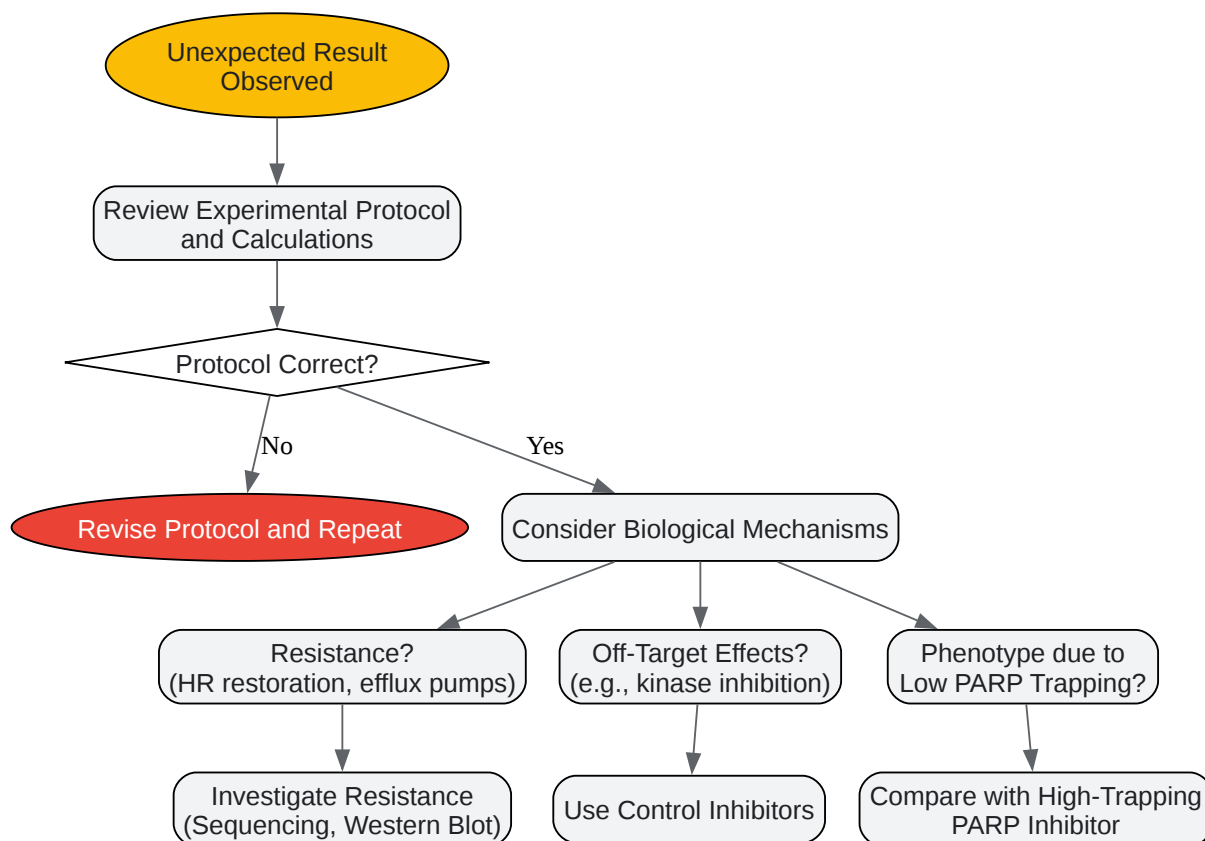 Unexpected Result
Observed
Review Experimental Protocol
and Calculations
Protocol Correct?
No
Yes
Revise Protocol and Repeat
Consider Biological Mechanisms
Resistance?
(HR restoration, efflux pumps)
Off-Target Effects?
(e.g., kinase inhibition)
Phenotype due to
Low PARP Trapping?
Investigate Resistance
(Sequencing, Western Blot)
Use Control Inhibitors
Compare with High-Trapping
PARP Inhibitor